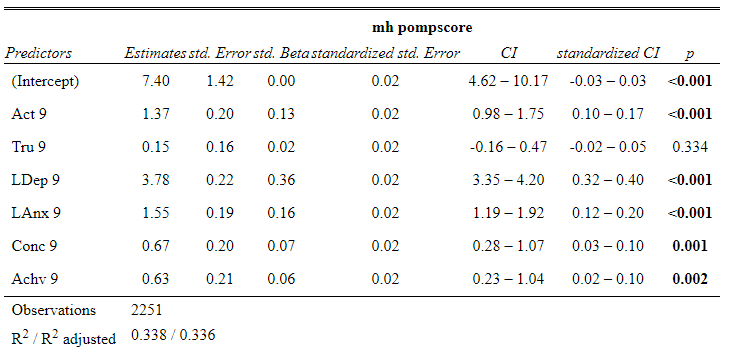 mh pompscore
Predictors Estimates std. Error std. Beta standardized std. Error CI standardized CI p
(Intercept) 7.40 1.42 0.00 0.02 4.62 – 10.17 -0.03 – 0.03 <0.001
Act 9 1.37 0.20 0.13 0.02 0.98 – 1.75 0.10 – 0.17 <0.001
Tru 9 0.15 0.16 0.02 0.02 -0.16 – 0.47 -0.02 – 0.05 0.334
LDep 9 3.78 0.22 0.36 0.02 3.35 – 4.20 0.32 – 0.40 <0.001
LAnx 9 1.55 0.19 0.16 0.02 1.19 – 1.92 0.12 – 0.20 <0.001
Conc 9 0.67 0.20 0.07 0.02 0.28 – 1.07 0.03 – 0.10 0.001
Achv 9 0.63 0.21 0.06 0.02 0.23 – 1.04 0.02 – 0.10 0.002
Observations 2251
R2 / R2 adjusted 0.338 / 0.336